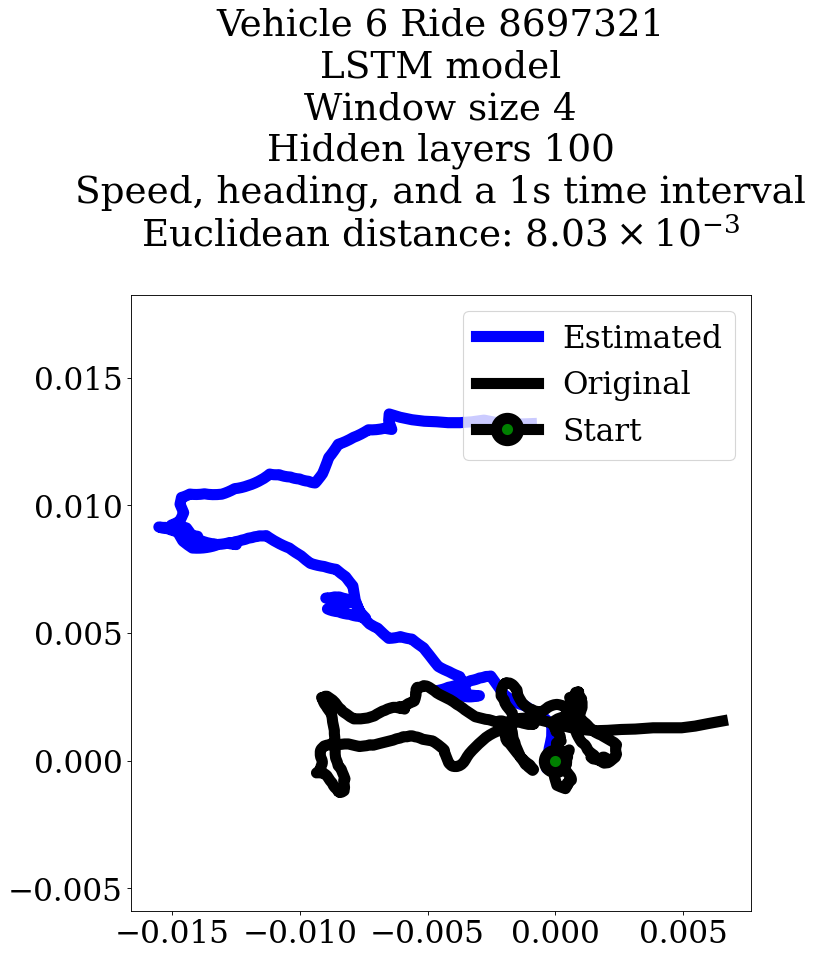 Vehicle 6 Ride 8697321
LSTM model
Window size 4
Hidden layers 100
Speed, heading, and a 1s time interval
Euclidean distance: 8.03 × 10⁻³
Estimated
Original
Start
0.015
0.010
0.005
0.000
−0.005
−0.015 −0.010 −0.005 0.000 0.005